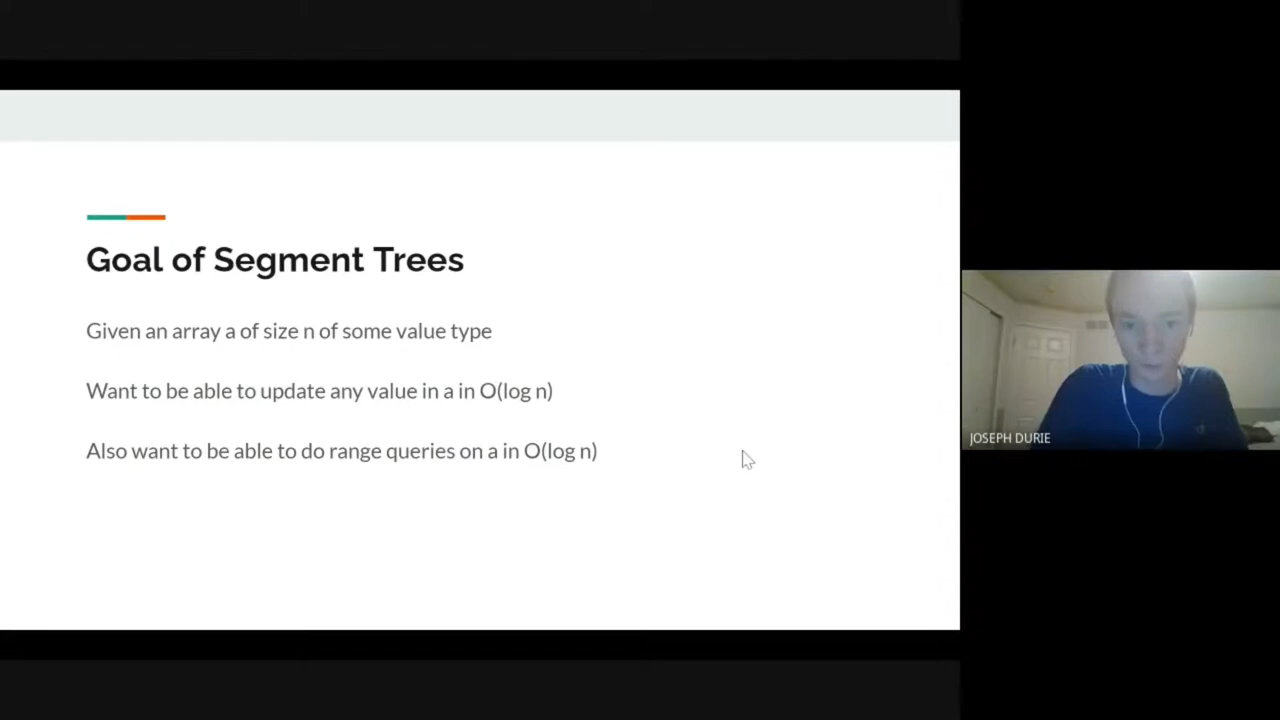 Goal of Segment Trees
Given an array a of size n of some value type
Want to be able to update any value in a in O(log n)
Also want to be able to do range queries on a in O(log n)
JOSEPH DURIE